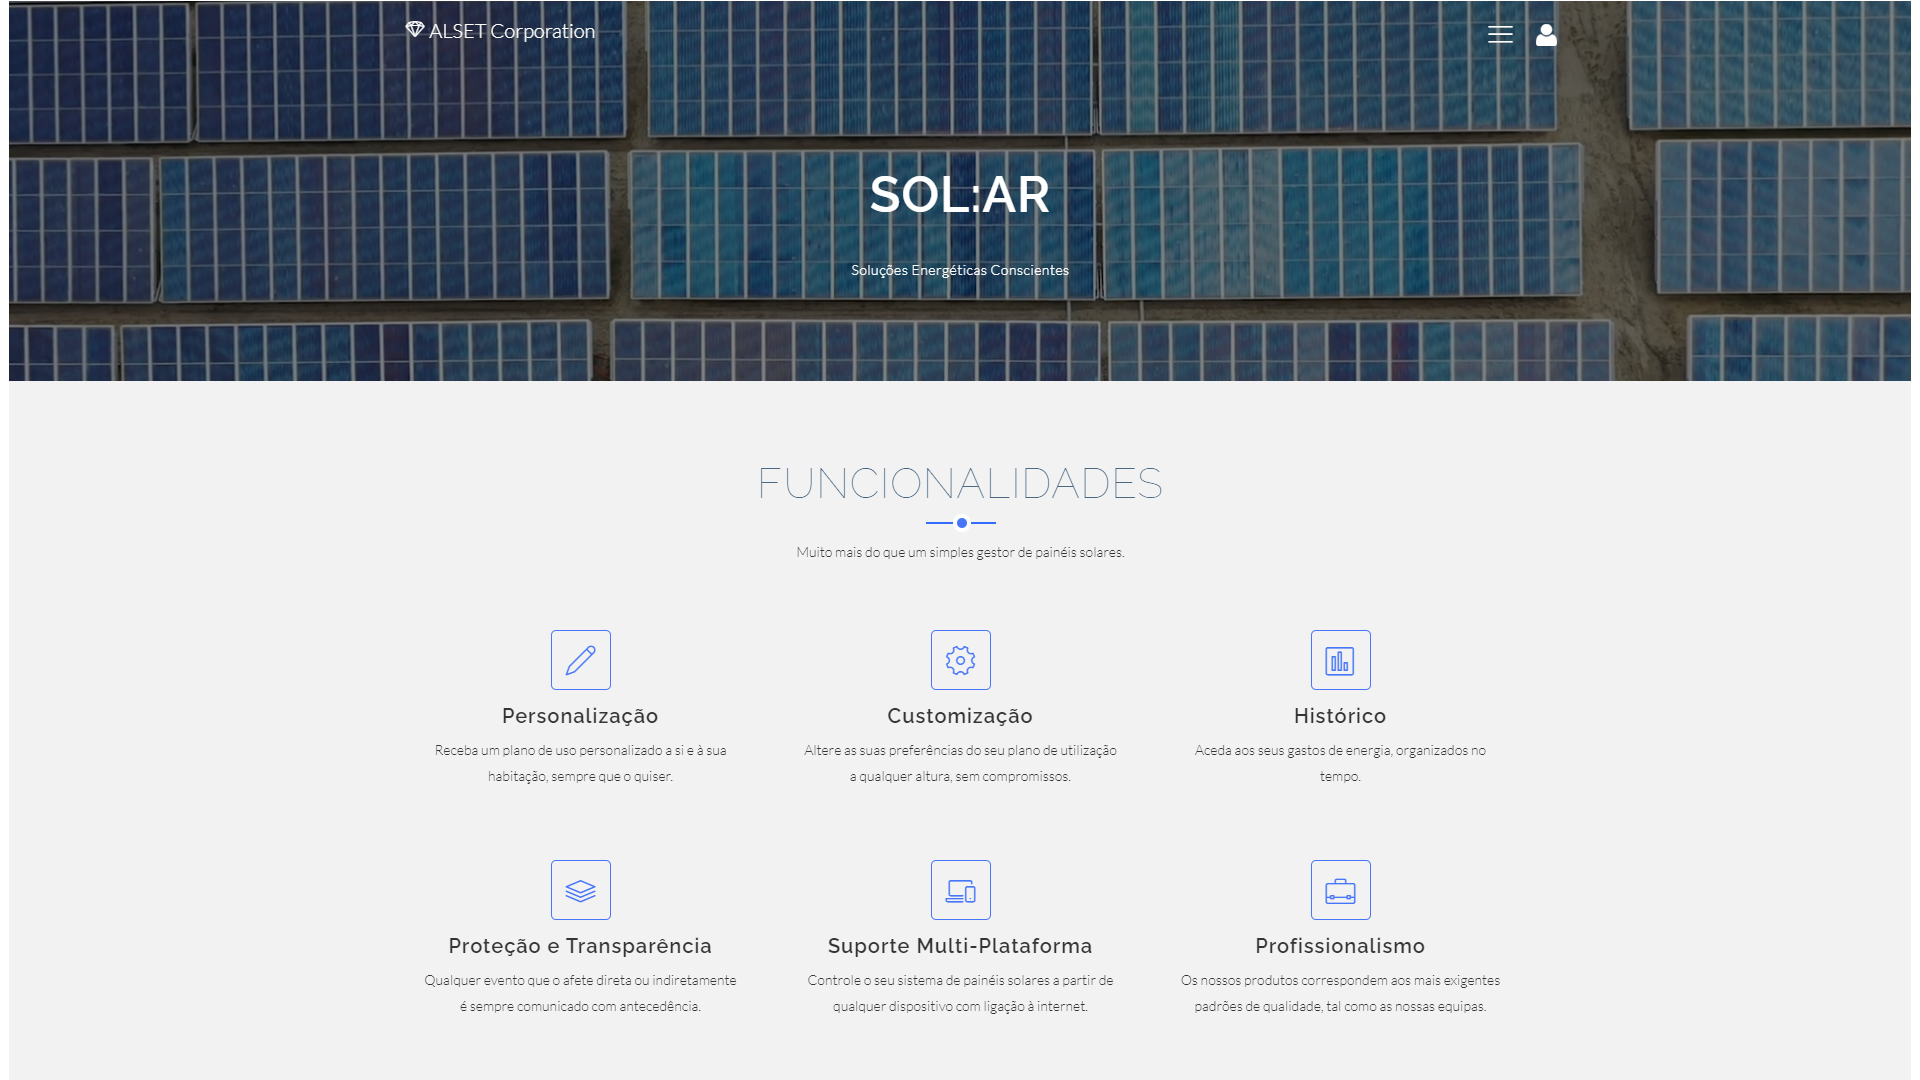 ALSET Corporation
SOL:AR
Soluções Energéticas Conscientes
FUNCIONALIDADES
Muito mais do que um simples gestor de painéis solares.
Personalização
Receba um plano de uso personalizado a si e à sua
habitação, sempre que o quiser.
Customização
Altere as suas preferências do seu plano de utilização
a qualquer altura, sem compromissos.
Histórico
Aceda aos seus gastos de energia, organizados no
tempo.
Proteção e Transparência
Qualquer evento que o afete direta ou indiretamente
é sempre comunicado com antecedência.
Suporte Multi-Plataforma
Controle o seu sistema de painéis solares a partir de
qualquer dispositivo com ligação à internet.
Profissionalismo
Os nossos produtos correspondem aos mais exigentes
padrões de qualidade, tal como as nossas equipas.